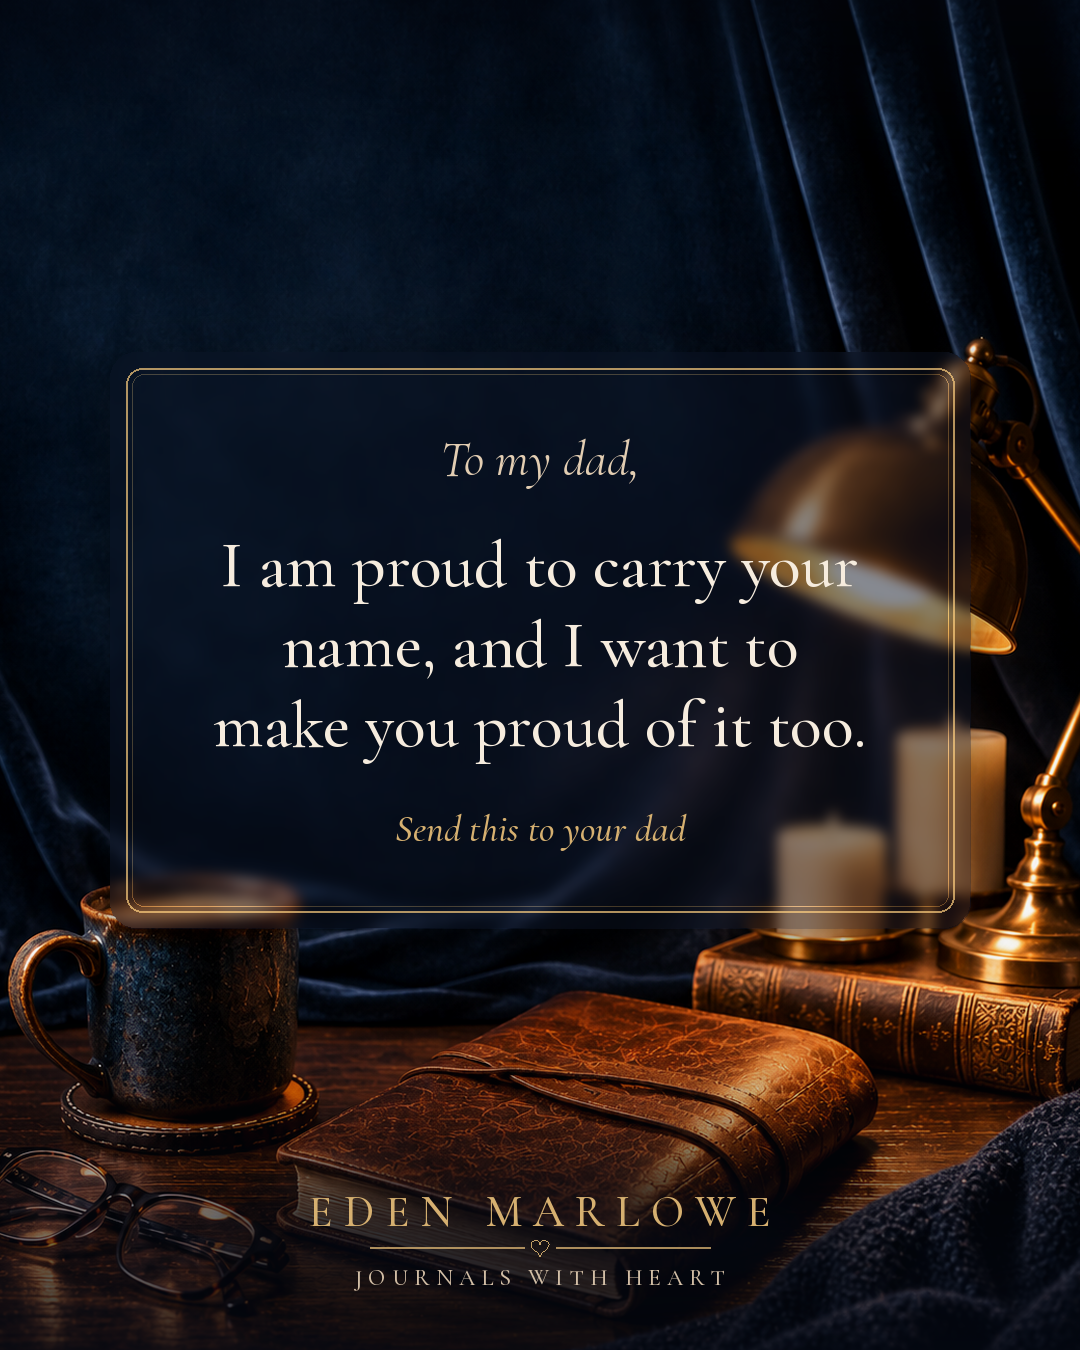 To my dad,
I am proud to carry your
name, and I want to
make you proud of it too.
Send this to your dad
EDEN MARLOWE
JOURNALS WITH HEART